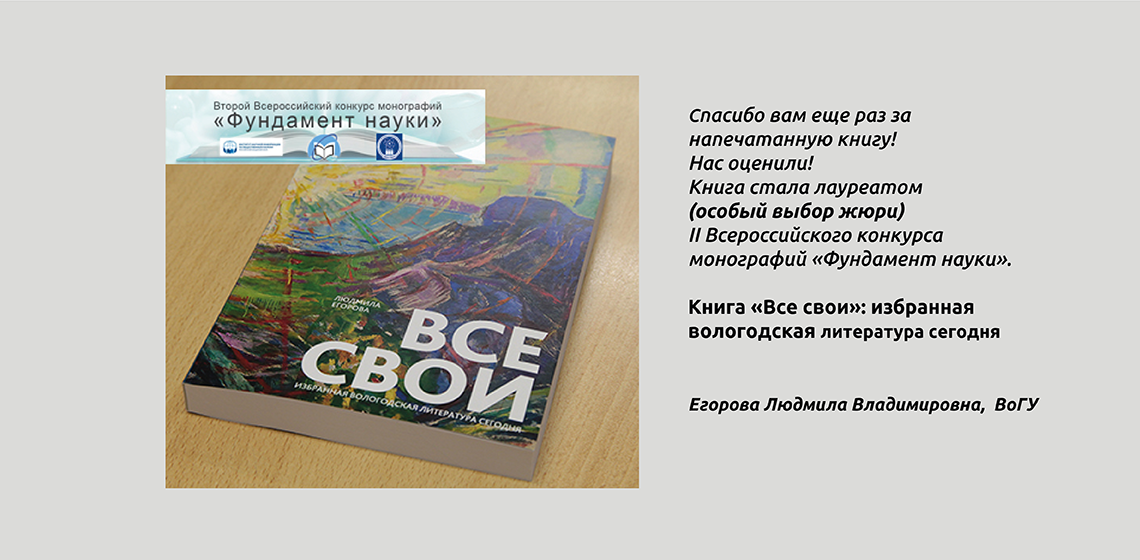 Второй Всероссийский конкурс монографий
«Фундамент науки»
ЛЮДМИЛА
ЕГОРОВА
ВСЕ
СВОИ
ИЗБРАННАЯ ВОЛОГОДСКАЯ ЛИТЕРАТУРА СЕГОДНЯ
Спасибо вам еще раз за
напечатанную книгу!
Нас оценили!
Книга стала лауреатом
(особый выбор жюри)
II Всероссийского конкурса
монографий «Фундамент науки».
Книга «Все свои»: избранная
вологодская литература сегодня
Егорова Людмила Владимировна, ВоГУ